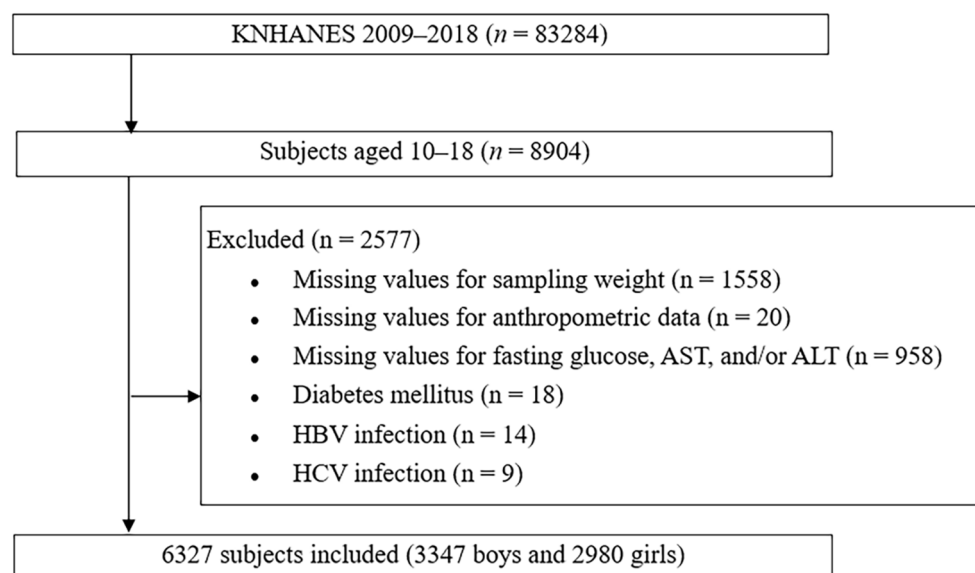 KNHANES 2009–2018 (n = 83284)
Subjects aged 10–18 (n = 8904)
Excluded (n = 2577)
• Missing values for sampling weight (n = 1558)
• Missing values for anthropometric data (n = 20)
• Missing values for fasting glucose, AST, and/or ALT (n = 958)
• Diabetes mellitus (n = 18)
• HBV infection (n = 14)
• HCV infection (n = 9)
6327 subjects included (3347 boys and 2980 girls)